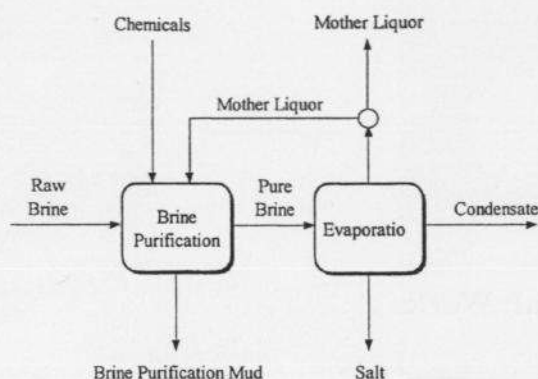 Chemicals
Mother Liquor
Mother Liquor
Raw
Brine
Brine
Purification
Pure
Brine
Evaporatio
Condensate
Brine Purification Mud
Salt